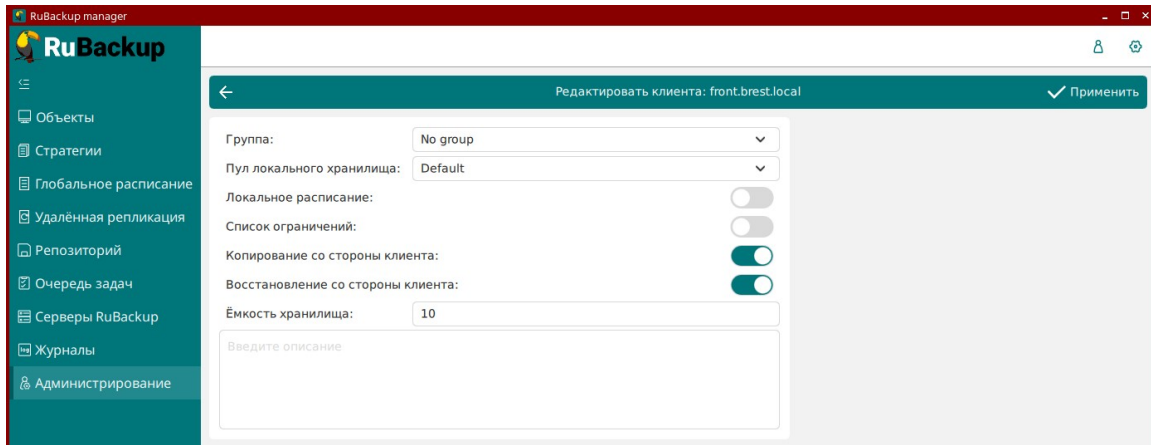 RuBackup manager
RuBackup
Объекты
Стратегии
Глобальное расписание
Удалённая репликация
Репозиторий
Очередь задач
Серверы RuBackup
Журналы
Администрирование
Редактировать клиента: front.brest.local
Применить
Группа: No group
Пул локального хранилища: Default
Локальное расписание:
Список ограничений:
Копирование со стороны клиента:
Восстановление со стороны клиента:
Ёмкость хранилища: 10
Введите описание